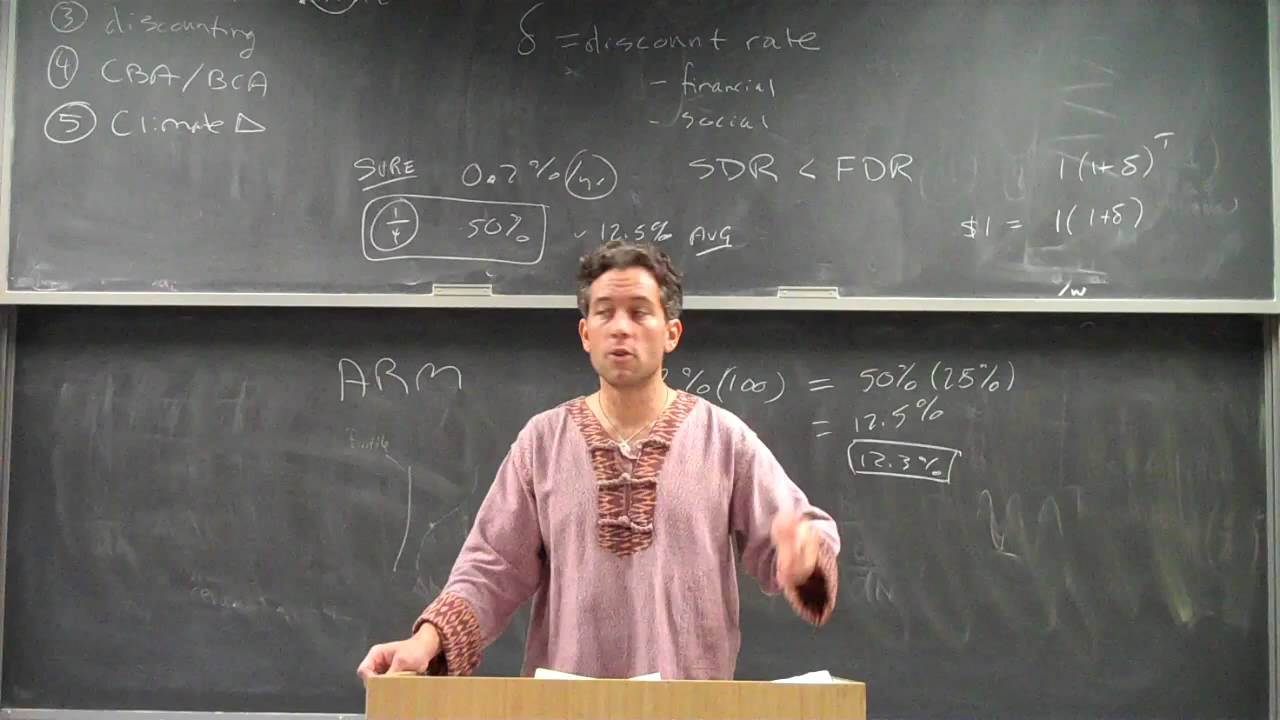 ③ discounting
④ CBA/BCA
⑤ Climate Δ
δ = discount rate
- financial
- social
SURE 0.2%/yr
1/4 50% 12.5% AVG
SDR < FDR
1(1+δ)^T
$1 = 1(1+δ)
ARM
%(100) = 50%(25%)
= 12.5%
12.3%